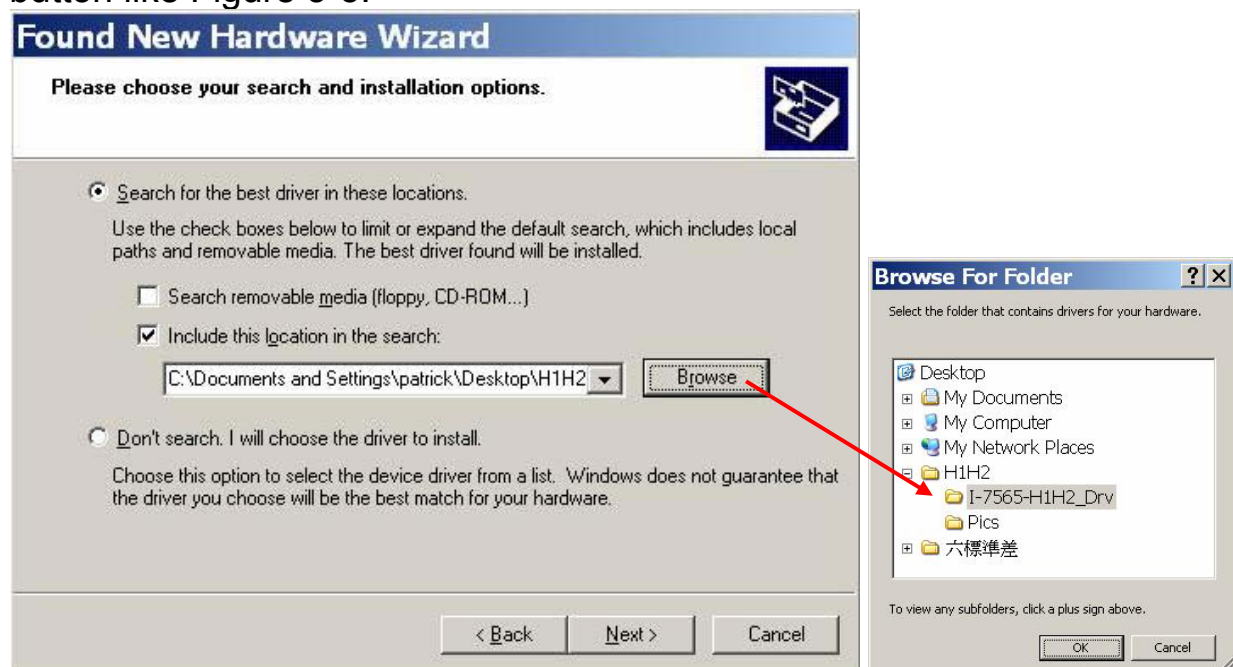 Found New Hardware Wizard
Please choose your search and installation options.
Search for the best driver in these locations.
Use the check boxes below to limit or expand the default search, which includes local
paths and removable media. The best driver found will be installed.
Search removable media (floppy, CD-ROM...)
Include this location in the search:
C:\Documents and Settings\patrick\Desktop\H1H2
Browse
Don't search. I will choose the driver to install.
Choose this option to select the device driver from a list. Windows does not guarantee that
the driver you choose will be the best match for your hardware.
< Back
Next >
Cancel
Browse For Folder
Select the folder that contains drivers for your hardware.
Desktop
My Documents
My Computer
My Network Places
H1H2
I-7565-H1H2_Drv
Pics
六標準差
To view any subfolders, click a plus sign above.
OK
Cancel